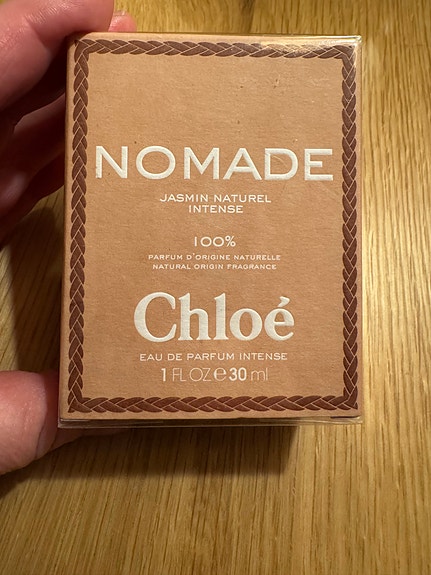 NOMADE
JASMIN NATUREL
INTENSE
100%
PARFUM D'ORIGINE NATURELLE
NATURAL ORIGIN FRAGRANCE
Chloé
EAU DE PARFUM INTENSE
1 FL OZ ℮ 30 ml